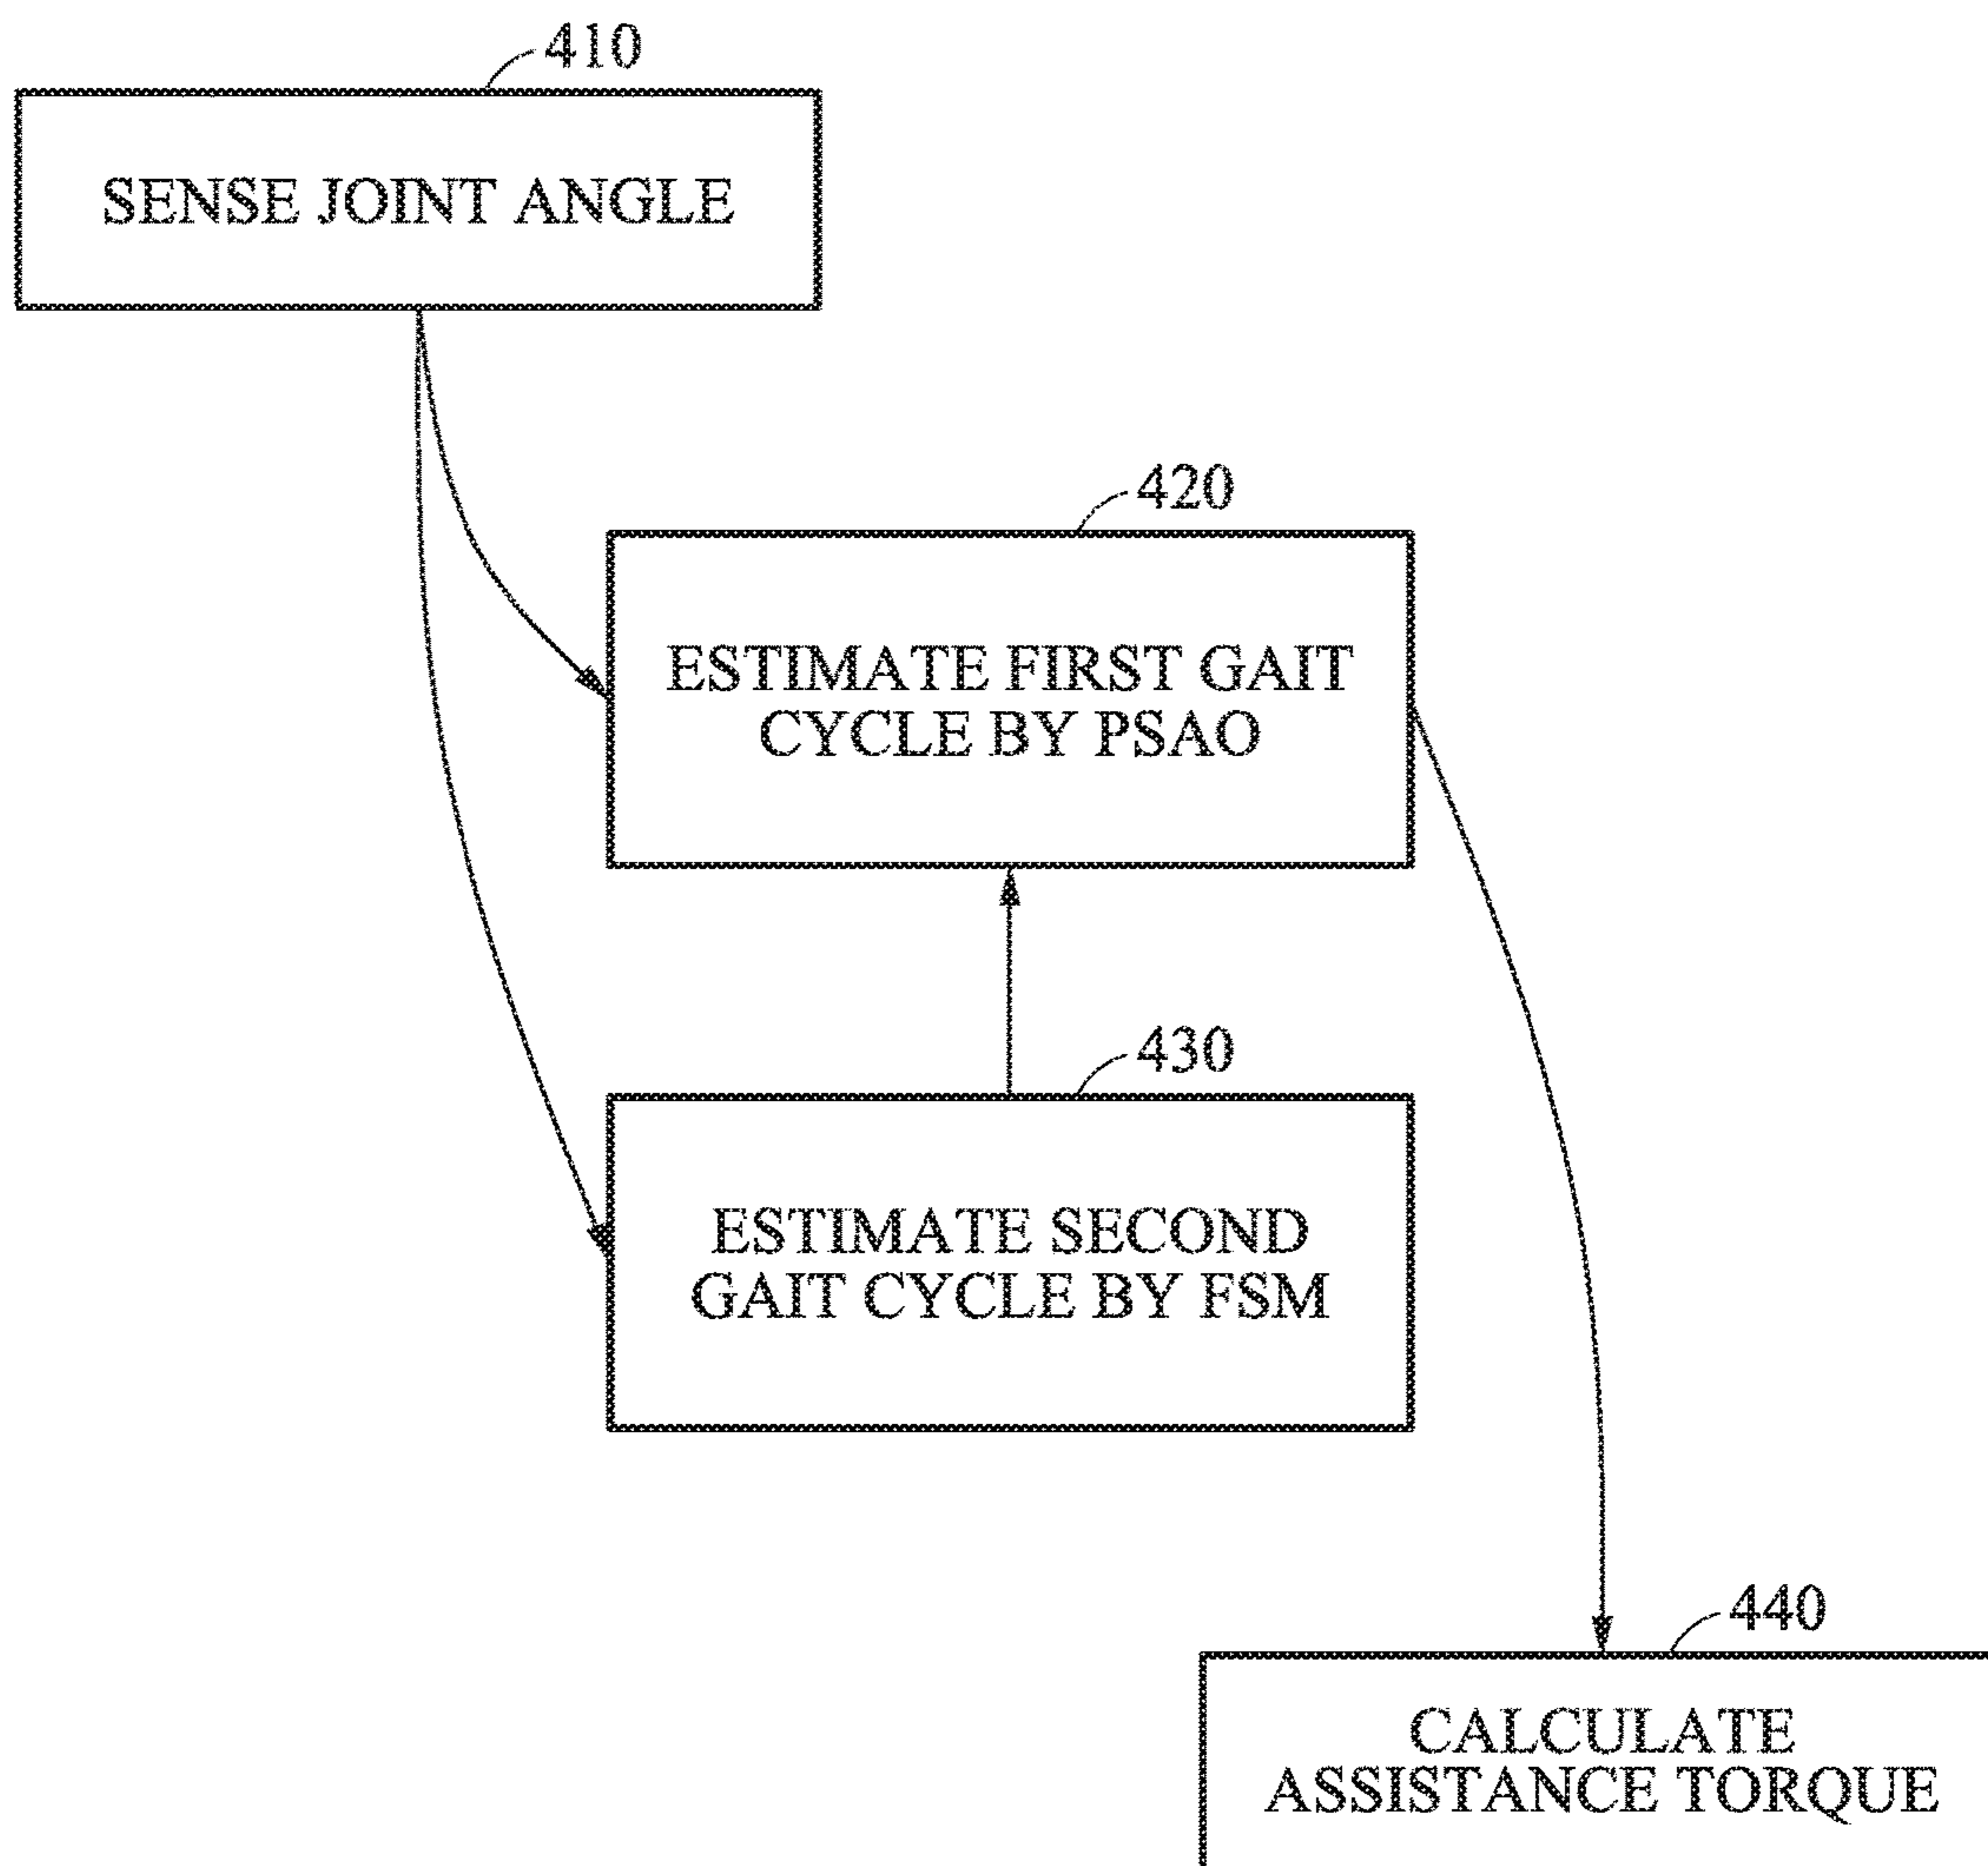 410
SENSE JOINT ANGLE
420
ESTIMATE FIRST GAIT
CYCLE BY PSAO
430
ESTIMATE SECOND
GAIT CYCLE BY FSM
440
CALCULATE
ASSISTANCE TORQUE